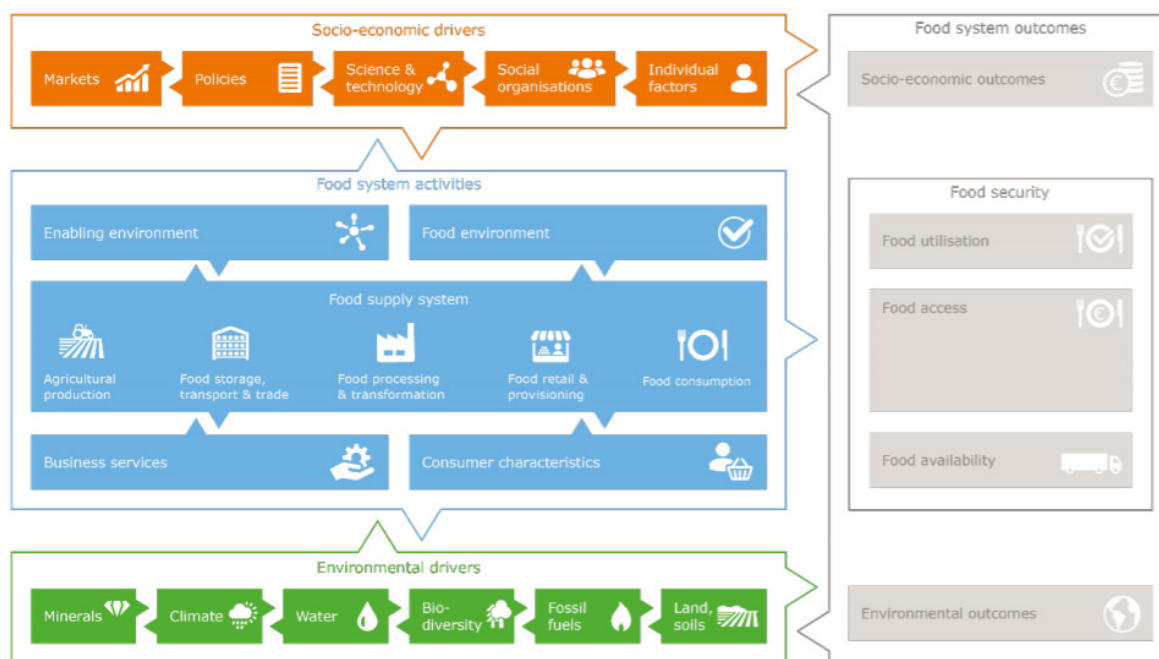 Socio-economic drivers
Markets
Policies
Science &
technology
Social
organisations
Individual
factors
Food system activities
Enabling environment
Food environment
Food supply system
Agricultural
production
Food storage,
transport & trade
Food processing
& transformation
Food retail &
provisioning
Food consumption
Business services
Consumer characteristics
Environmental drivers
Minerals
Climate
Water
Bio-
diversity
Fossil
fuels
Land,
soils
Food system outcomes
Socio-economic outcomes
€
Food security
Food utilisation
Food access
€
Food availability
Environmental outcomes